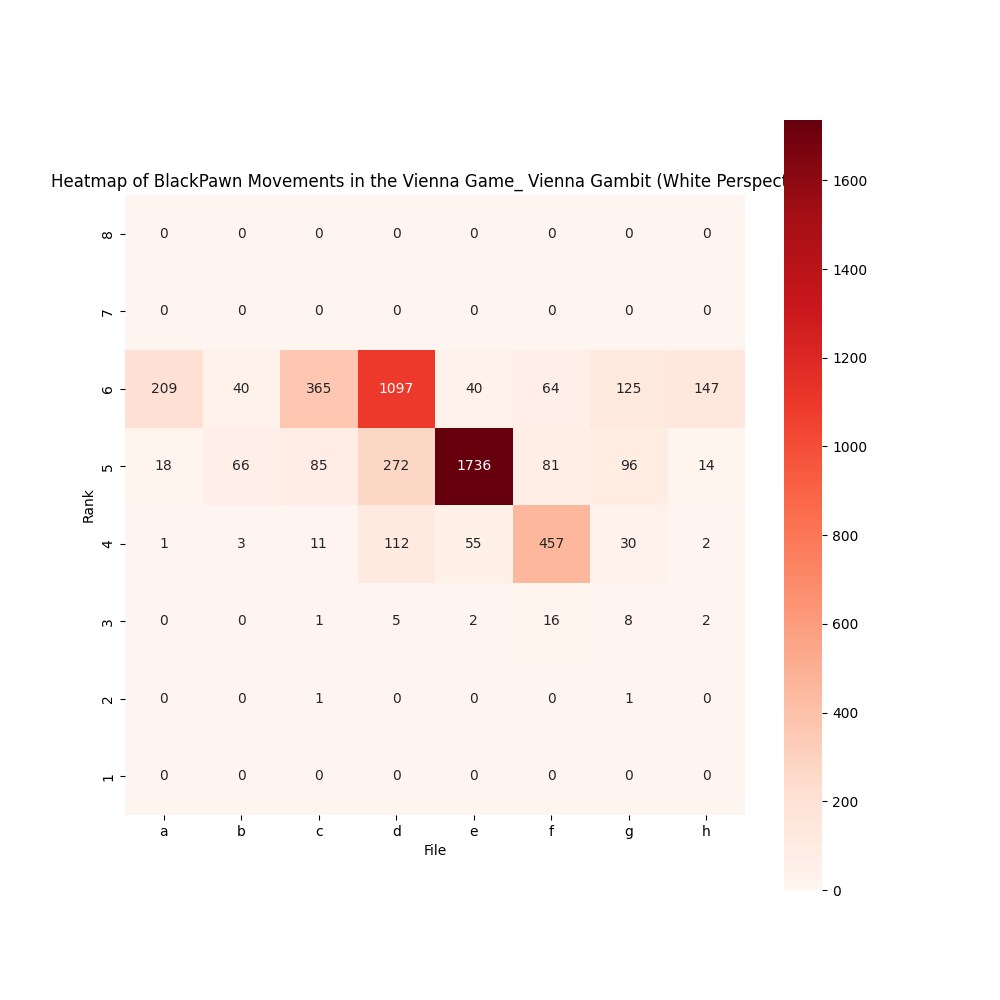 Heatmap of BlackPawn Movements in the Vienna Game_ Vienna Gambit (White Perspect
1600
1400
1200
1000
800
600
400
200
0
Rank
8 0 0 0 0 0 0 0 0
7 0 0 0 0 0 0 0 0
6 209 40 365 1097 40 64 125 147
5 18 66 85 272 1736 81 96 14
4 1 3 11 112 55 457 30 2
3 0 0 1 5 2 16 8 2
2 0 0 1 0 0 0 1 0
1 0 0 0 0 0 0 0 0
a b c d e f g h
File